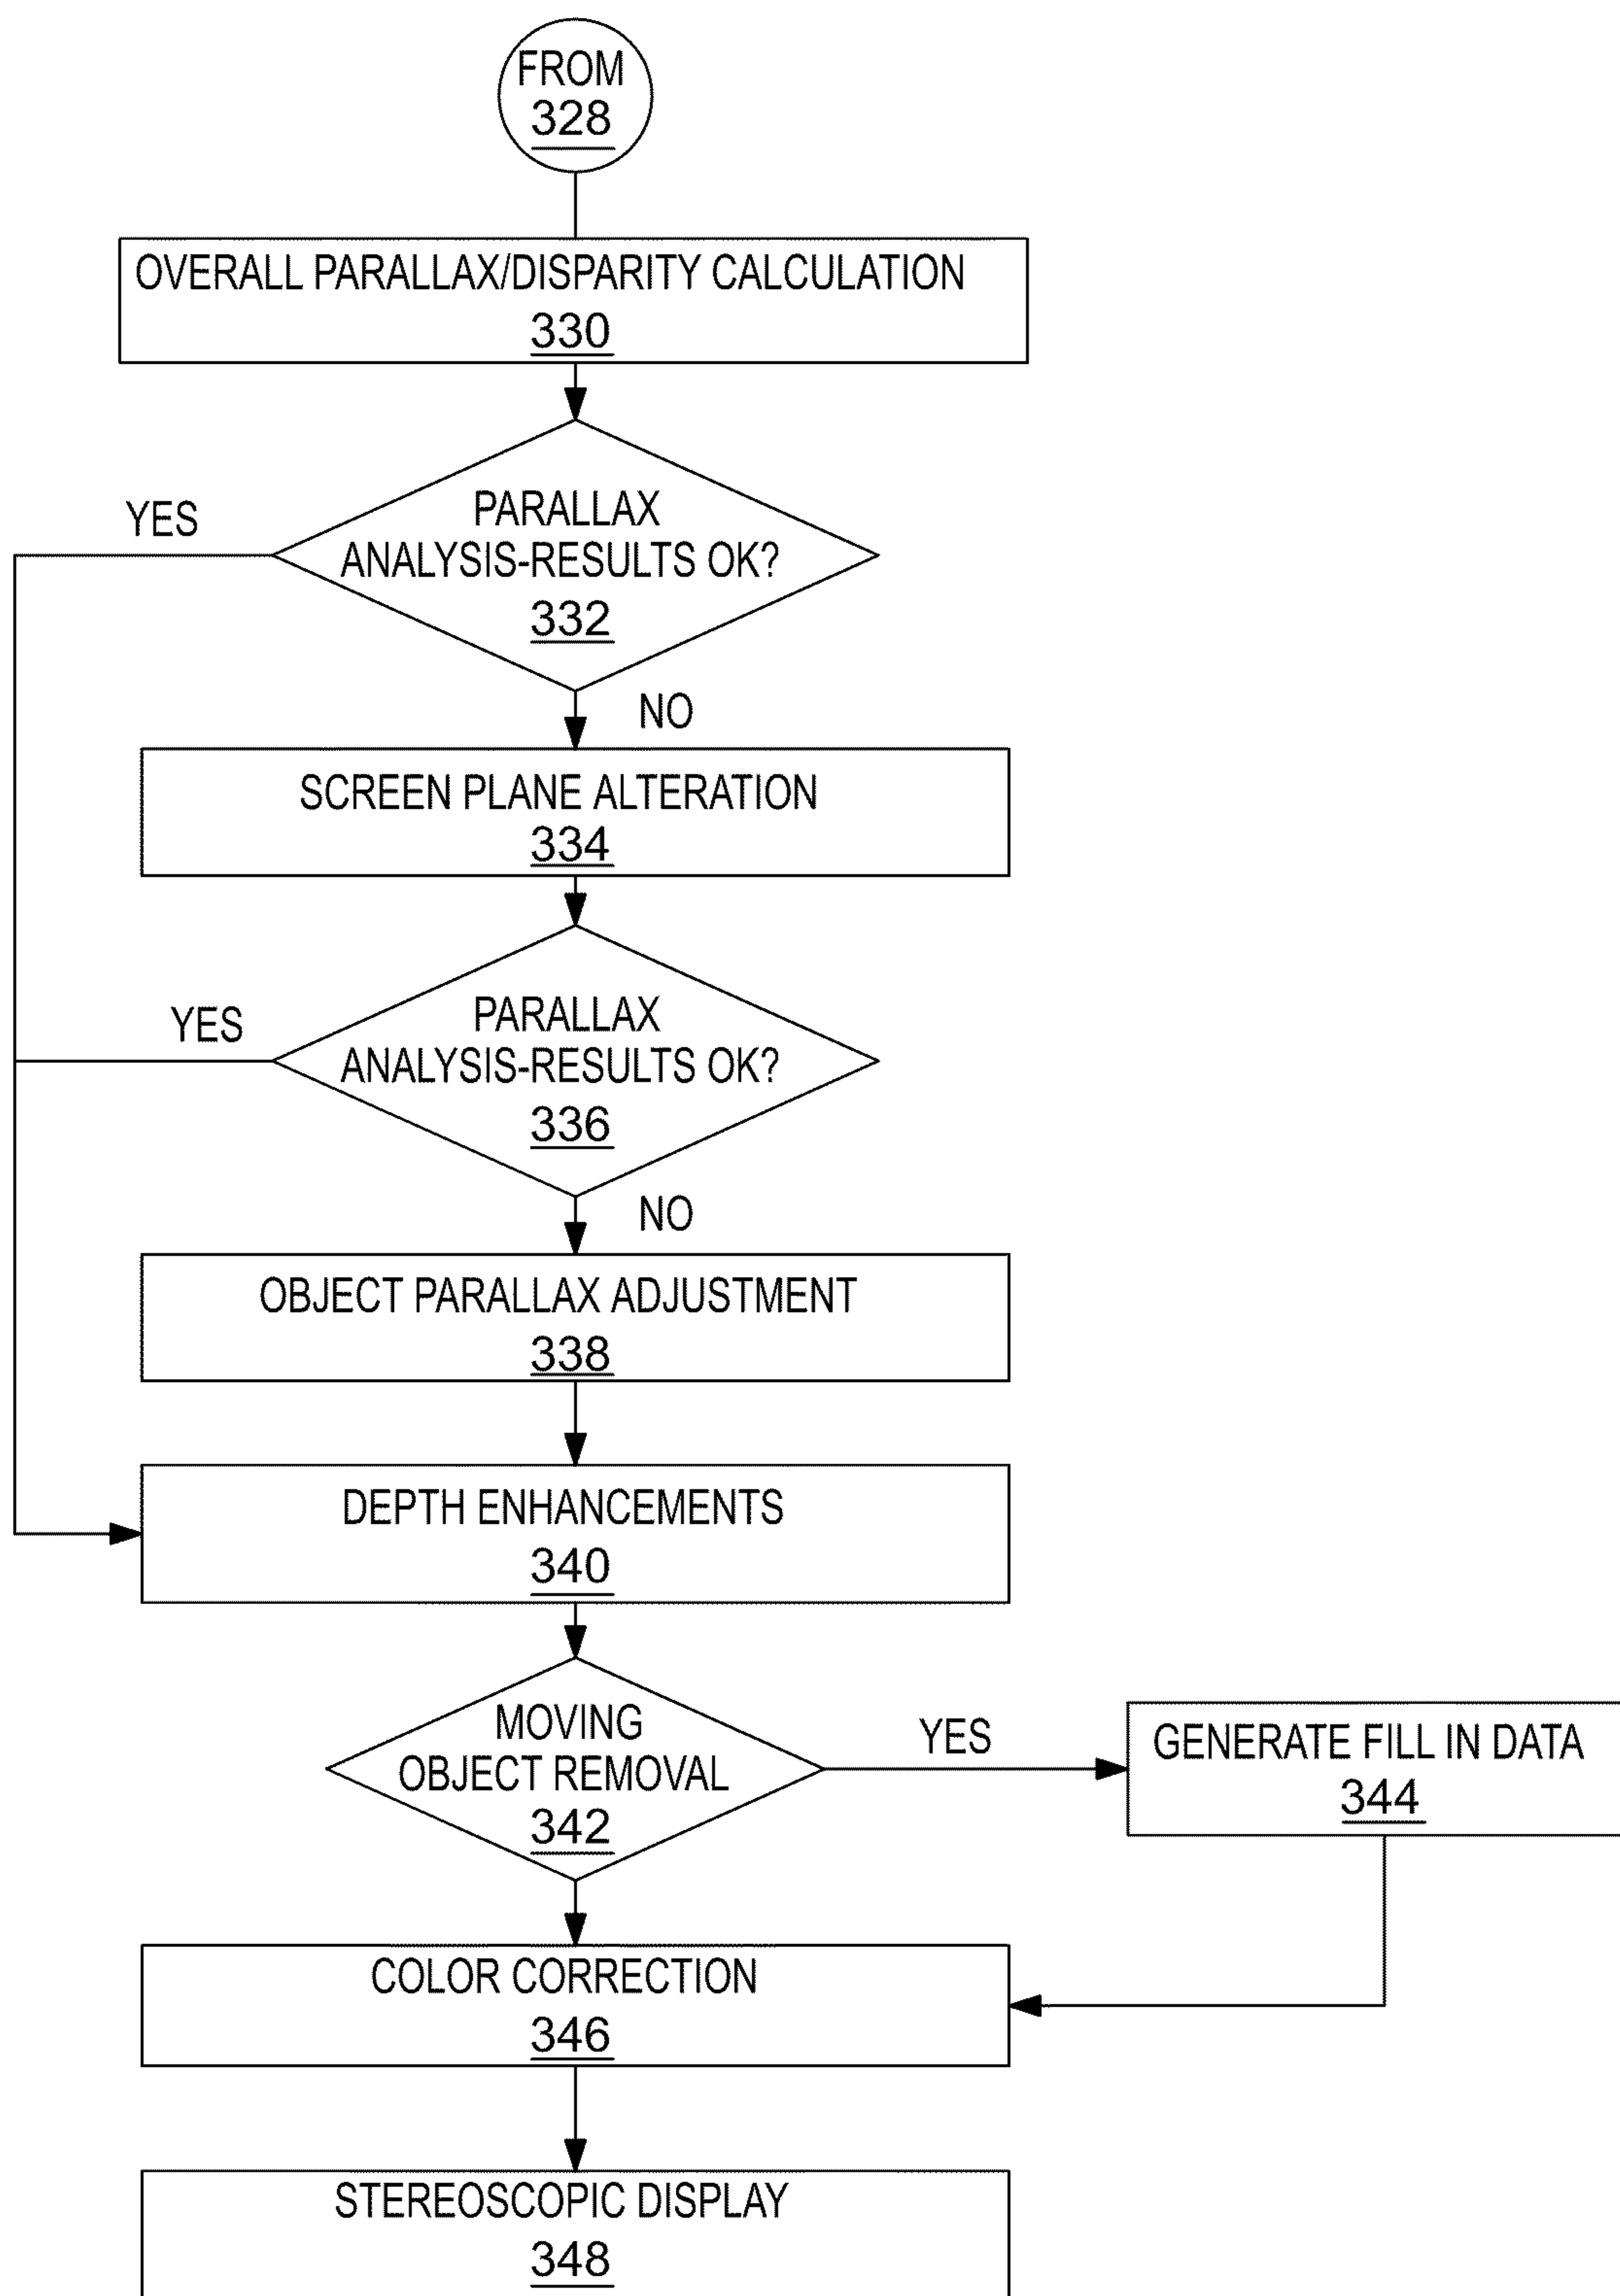 FROM
328
OVERALL PARALLAX/DISPARITY CALCULATION
330
YES
PARALLAX
ANALYSIS-RESULTS OK?
332
NO
SCREEN PLANE ALTERATION
334
YES
PARALLAX
ANALYSIS-RESULTS OK?
336
NO
OBJECT PARALLAX ADJUSTMENT
338
DEPTH ENHANCEMENTS
340
MOVING
OBJECT REMOVAL
342
YES
GENERATE FILL IN DATA
344
COLOR CORRECTION
346
STEREOSCOPIC DISPLAY
348